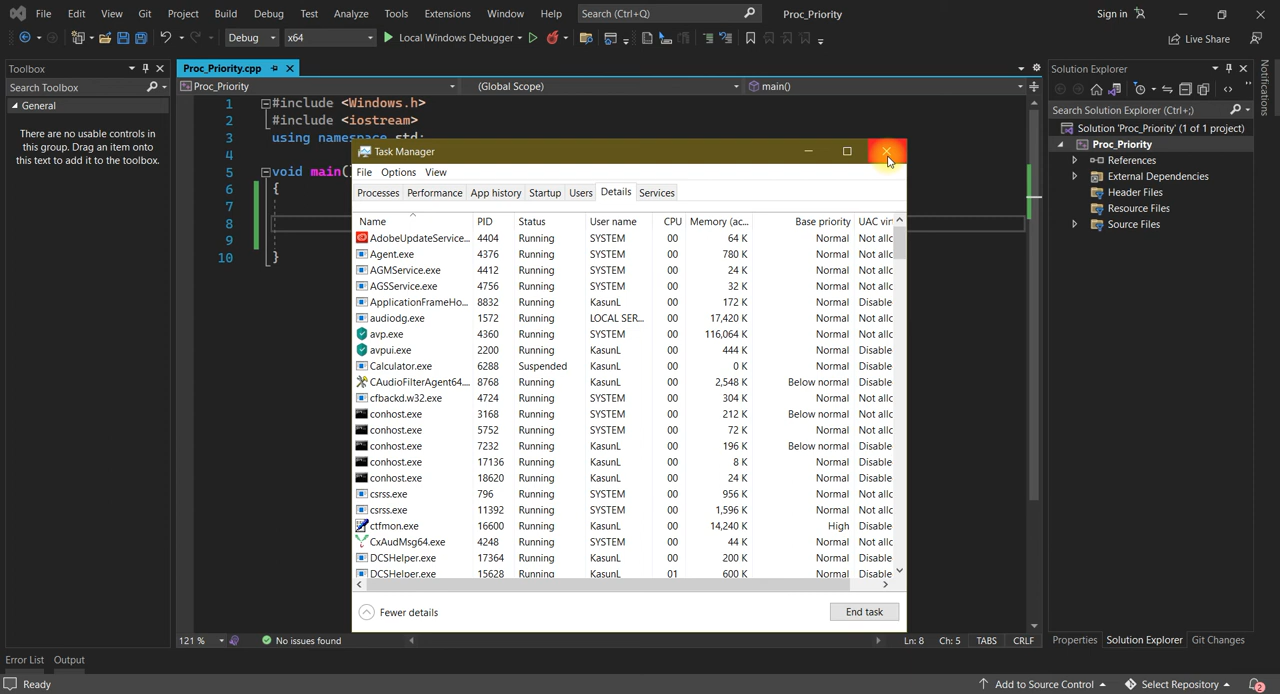 File Edit View Git Project Build Debug Test Analyze Tools Extensions Window Help Search (Ctrl+Q) Proc_Priority Sign in
Debug x64 Local Windows Debugger Live Share
Toolbox
Search Toolbox
General
There are no usable controls in
this group. Drag an item onto
this text to add it to the toolbox.
Proc_Priority.cpp
Proc_Priority (Global Scope) main()
1 #include <Windows.h>
2 #include <iostream>
3 using namespace std;
4
5 void main(
6 {
7
8
9
10 }
Task Manager
File Options View
Processes Performance App history Startup Users Details Services
Name PID Status User name CPU Memory (ac... Base priority UAC vir
AdobeUpdateService... 4404 Running SYSTEM 00 64 K Normal Not allc
Agent.exe 4376 Running SYSTEM 00 780 K Normal Not allc
AGMService.exe 4412 Running SYSTEM 00 24 K Normal Not allc
AGSService.exe 4756 Running SYSTEM 00 32 K Normal Not allc
ApplicationFrameHo... 8832 Running KasunL 00 172 K Normal Disable
audiodg.exe 1572 Running LOCAL SER... 00 17,420 K Normal Not allc
avp.exe 4360 Running SYSTEM 00 116,064 K Normal Not allc
avpui.exe 2200 Running KasunL 00 444 K Normal Disable
Calculator.exe 6288 Suspended KasunL 00 0 K Normal Disable
CAudioFilterAgent64... 8768 Running KasunL 00 2,548 K Below normal Disable
cfbackd.w32.exe 4724 Running SYSTEM 00 304 K Normal Not allc
conhost.exe 3168 Running SYSTEM 00 212 K Below normal Not allc
conhost.exe 5752 Running SYSTEM 00 72 K Normal Not allc
conhost.exe 7232 Running KasunL 00 196 K Below normal Disable
conhost.exe 17136 Running KasunL 00 8 K Normal Disable
conhost.exe 18620 Running KasunL 00 24 K Normal Disable
csrss.exe 796 Running SYSTEM 00 956 K Normal Not allc
csrss.exe 11392 Running SYSTEM 00 1,596 K Normal Not allc
ctfmon.exe 16600 Running KasunL 00 14,240 K High Disable
CxAudMsg64.exe 4248 Running SYSTEM 00 44 K Normal Not allc
DCSHelper.exe 17364 Running KasunL 00 200 K Normal Disable
DCSHelper.exe 15628 Running KasunL 01 600 K Normal Disable
Fewer details End task
121 % No issues found Ln: 8 Ch: 5 TABS CRLF
Solution Explorer
Search Solution Explorer (Ctrl+;)
Solution 'Proc_Priority' (1 of 1 project)
Proc_Priority
References
External Dependencies
Header Files
Resource Files
Source Files
Properties Solution Explorer Git Changes
Notifications
Error List Output
Ready Add to Source Control Select Repository 2